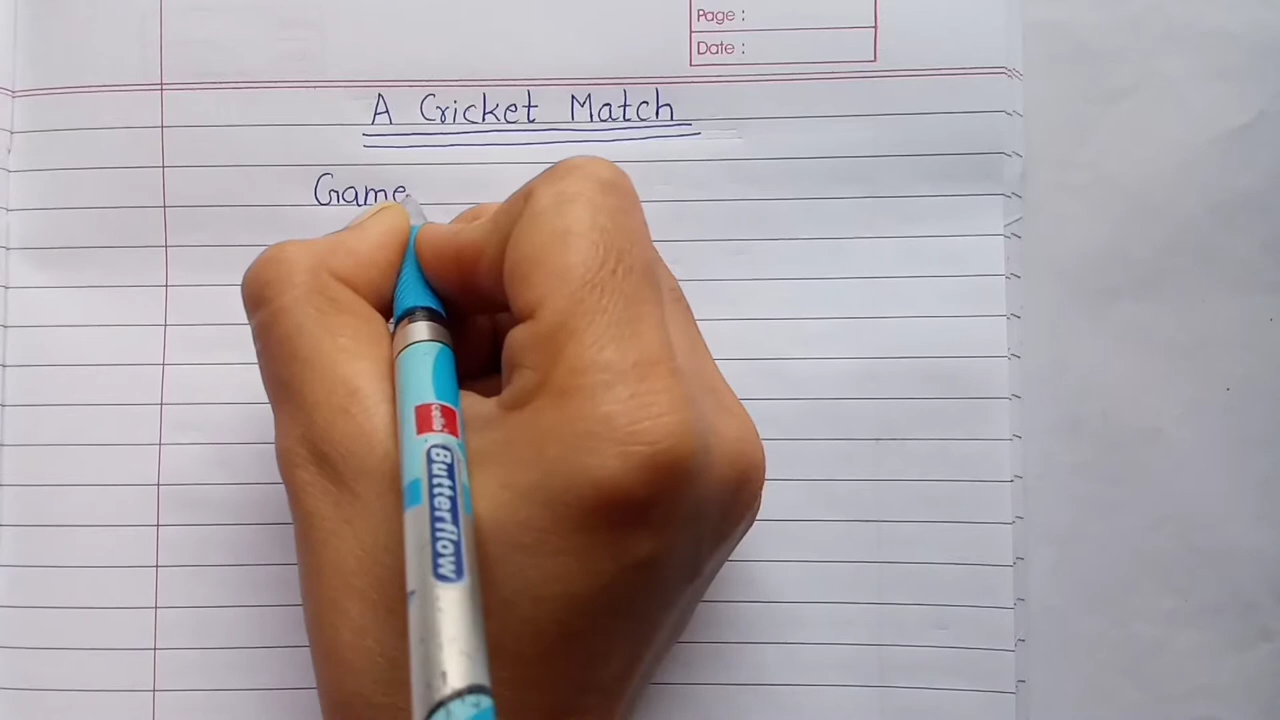 Page :
Date :
A Cricket Match
Game
cello
Butterflow